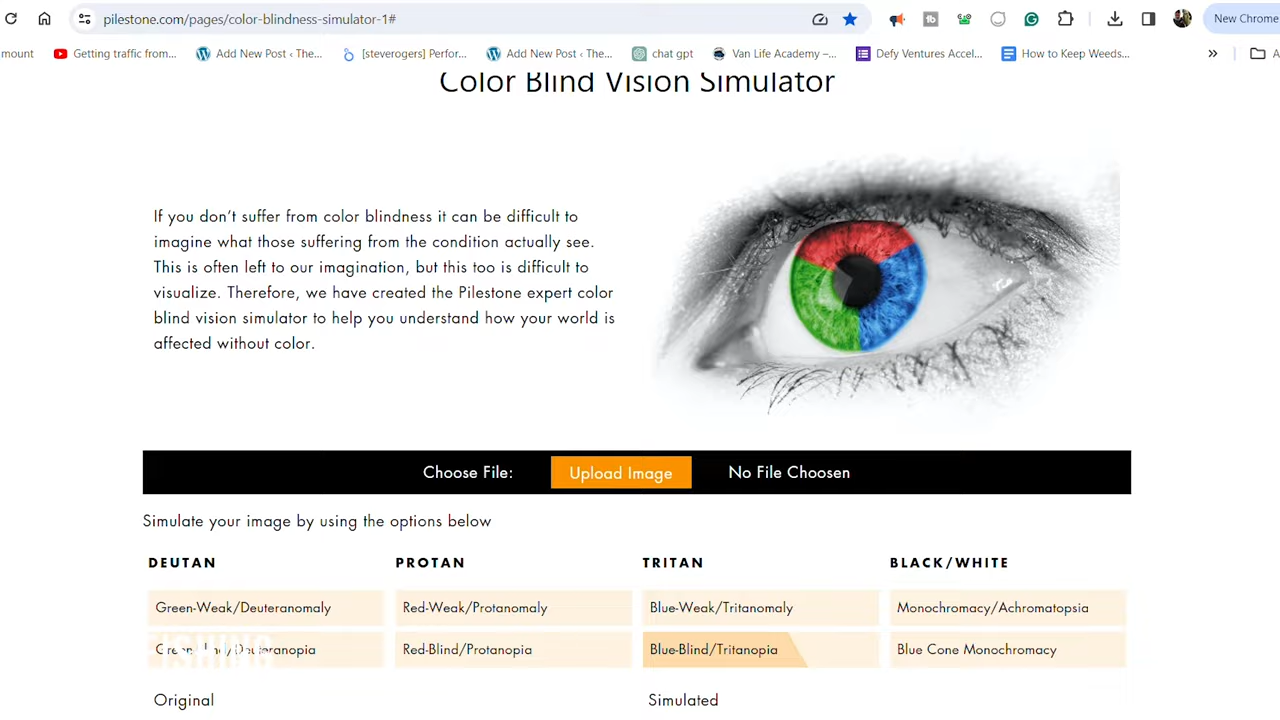 pilestone.com/pages/color-blindness-simulator-1#
New Chrome
mount
Getting traffic from...
Add New Post ‹ The...
[steverogers] Perfor...
Add New Post ‹ The...
chat gpt
Van Life Academy –...
Defy Ventures Accel...
How to Keep Weeds...
»
A
Color Blind Vision Simulator
If you don’t suffer from color blindness it can be difficult to
imagine what those suffering from the condition actually see.
This is often left to our imagination, but this too is difficult to
visualize. Therefore, we have created the Pilestone expert color
blind vision simulator to help you understand how your world is
affected without color.
Choose File:
Upload Image
No File Choosen
Simulate your image by using the options below
DEUTAN
PROTAN
TRITAN
BLACK/WHITE
Green-Weak/Deuteranomaly
Red-Weak/Protanomaly
Blue-Weak/Tritanomaly
Monochromacy/Achromatopsia
Green-Blind/Deuteranopia
FISHING
Red-Blind/Protanopia
Blue-Blind/Tritanopia
Blue Cone Monochromacy
Original
Simulated